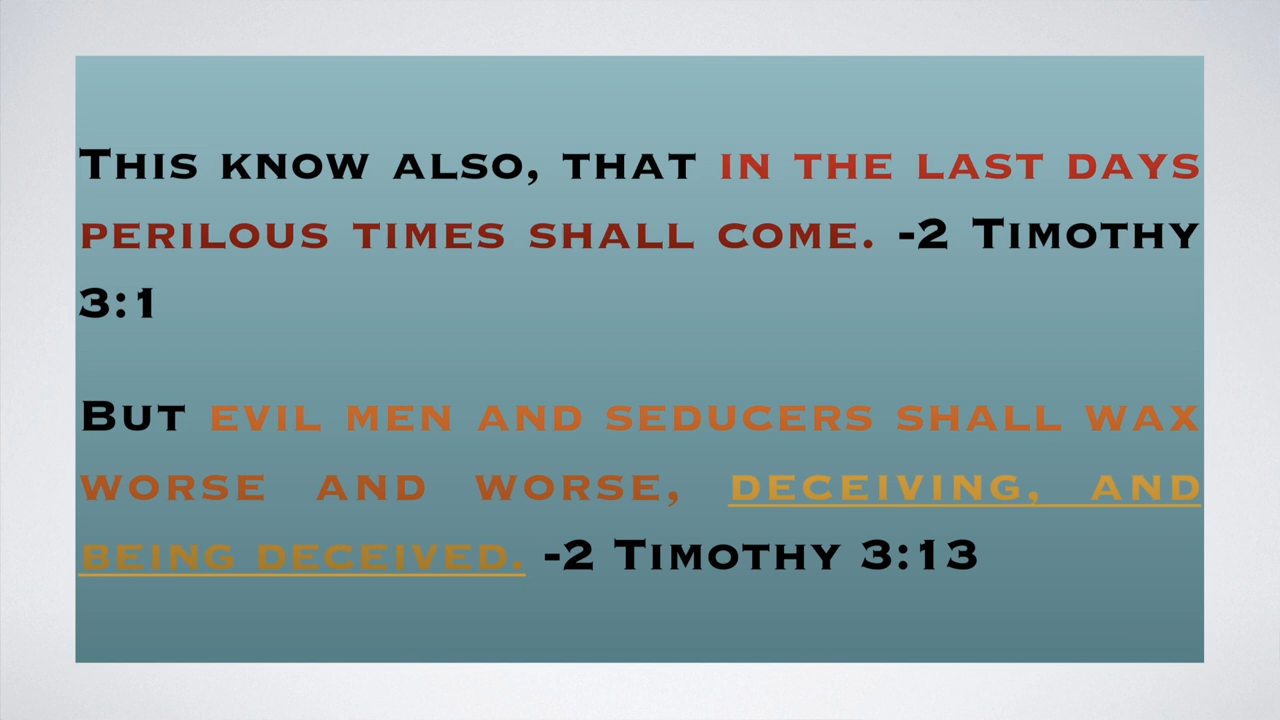 This know also, that in the last days
perilous times shall come. -2 Timothy
3:1
But evil men and seducers shall wax
worse and worse, deceiving, and
being deceived. -2 Timothy 3:13